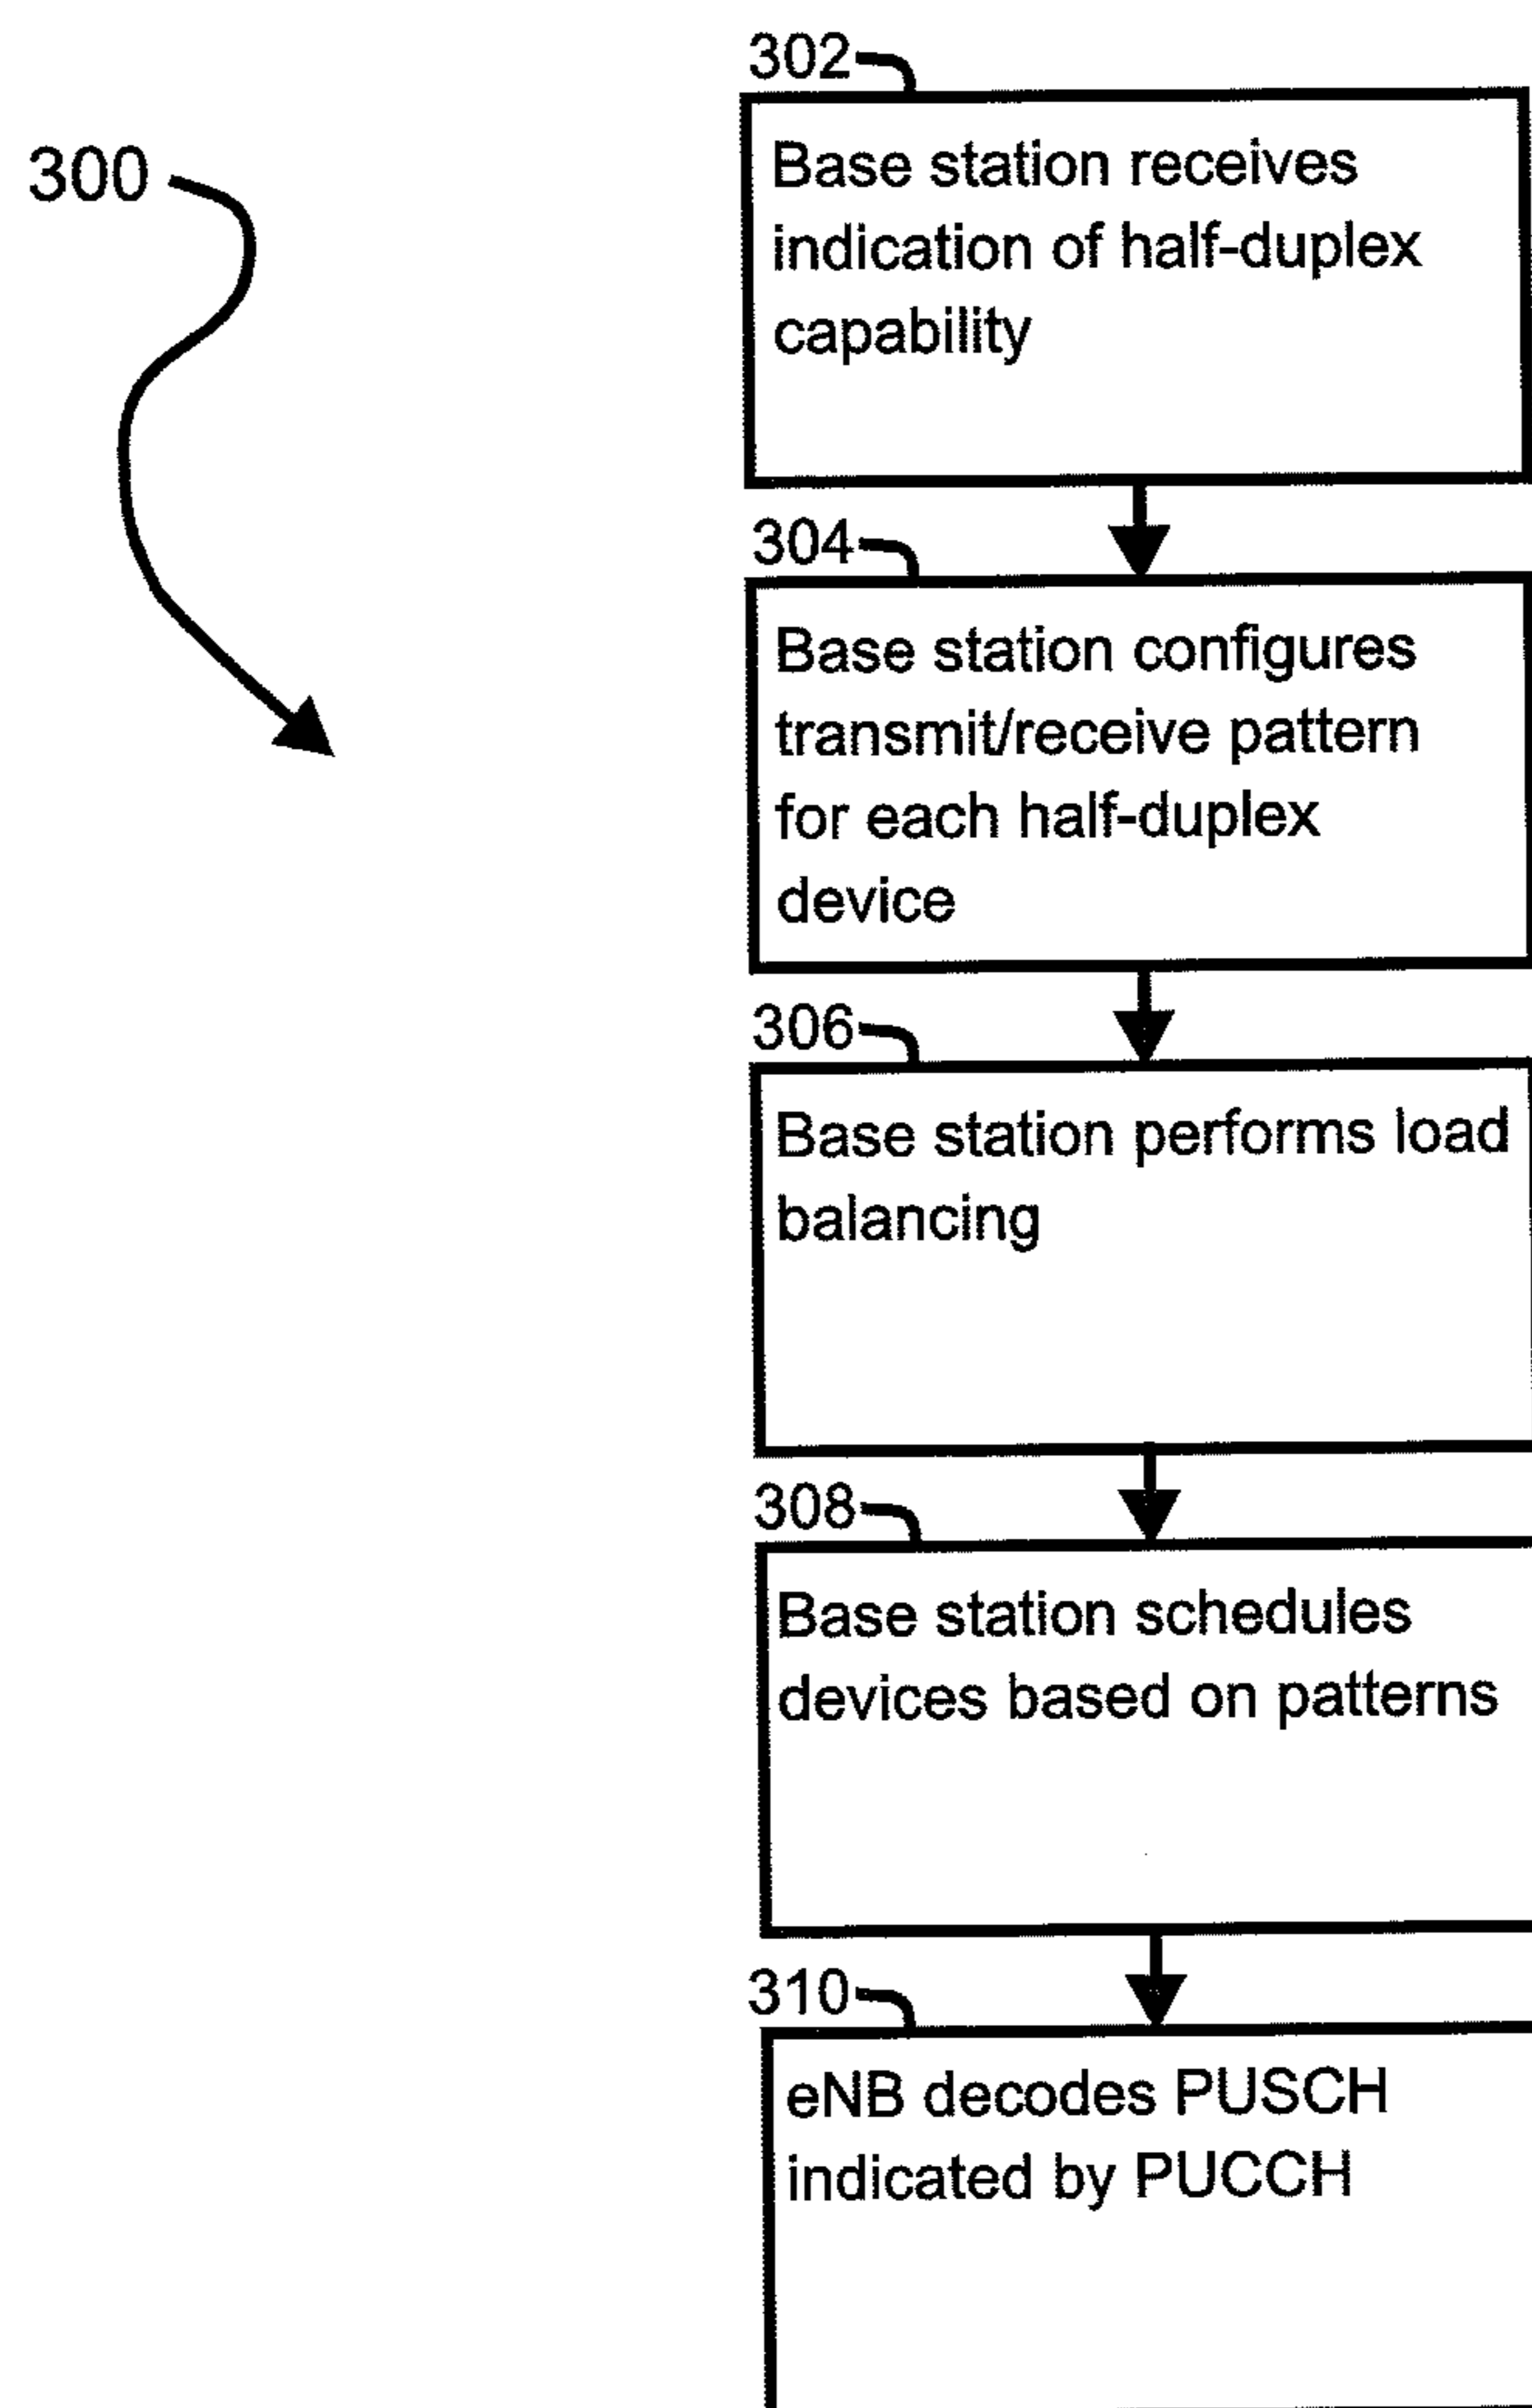 300
302
Base station receives
indication of half-duplex
capability
304
Base station configures
transmit/receive pattern
for each half-duplex
device
306
Base station performs load
balancing
308
Base station schedules
devices based on patterns
310
eNB decodes PUSCH
indicated by PUCCH